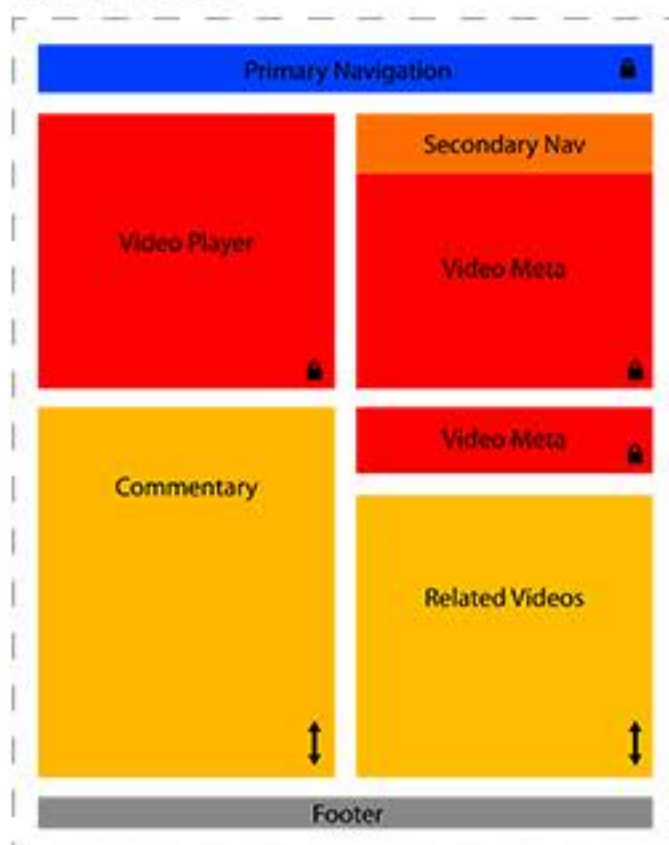 Primary Navigation
Secondary Nav
Video Player
Video Meta
Video Meta
Commentary
Related Videos
Footer